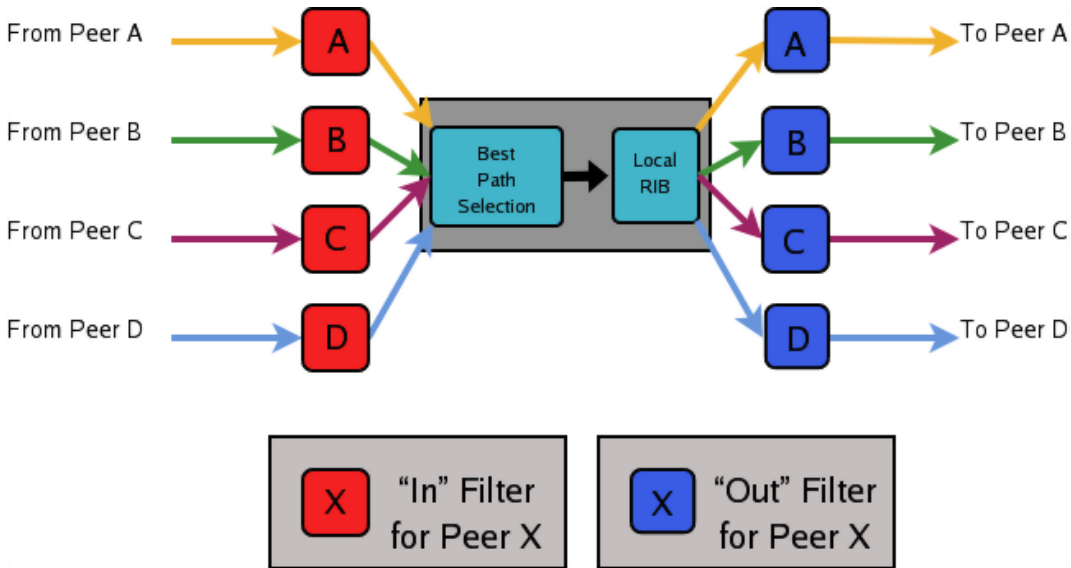 From Peer A
A
A
To Peer A
From Peer B
B
B
To Peer B
Best
Path
Selection
Local
RIB
From Peer C
C
C
To Peer C
From Peer D
D
D
To Peer D
X
“In” Filter
for Peer X
X
“Out” Filter
for Peer X